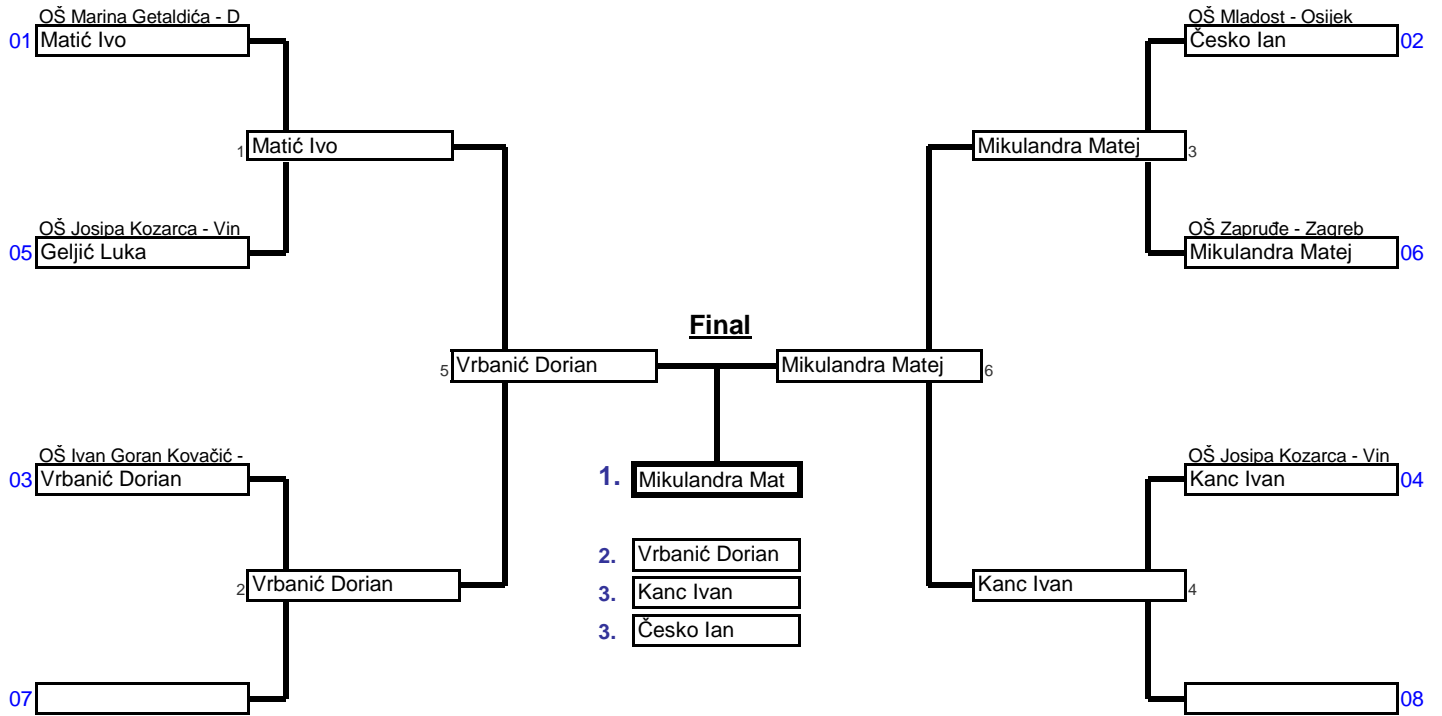 OŠ Marina Getaldića - D
01 Matić Ivo
OŠ Mladost - Osijek
Česko Ian 02
1 Matić Ivo
Mikulandra Matej 3
OŠ Josipa Kozarca - Vin
05 Geljić Luka
OŠ Zapruđe - Zagreb
Mikulandra Matej 06
Final
5 Vrbanić Dorian
Mikulandra Matej 6
OŠ Ivan Goran Kovačić -
03 Vrbanić Dorian
1. Mikulandra Mat
OŠ Josipa Kozarca - Vin
Kanc Ivan 04
2. Vrbanić Dorian
2 Vrbanić Dorian
3. Kanc Ivan
Kanc Ivan 4
3. Česko Ian
07
08